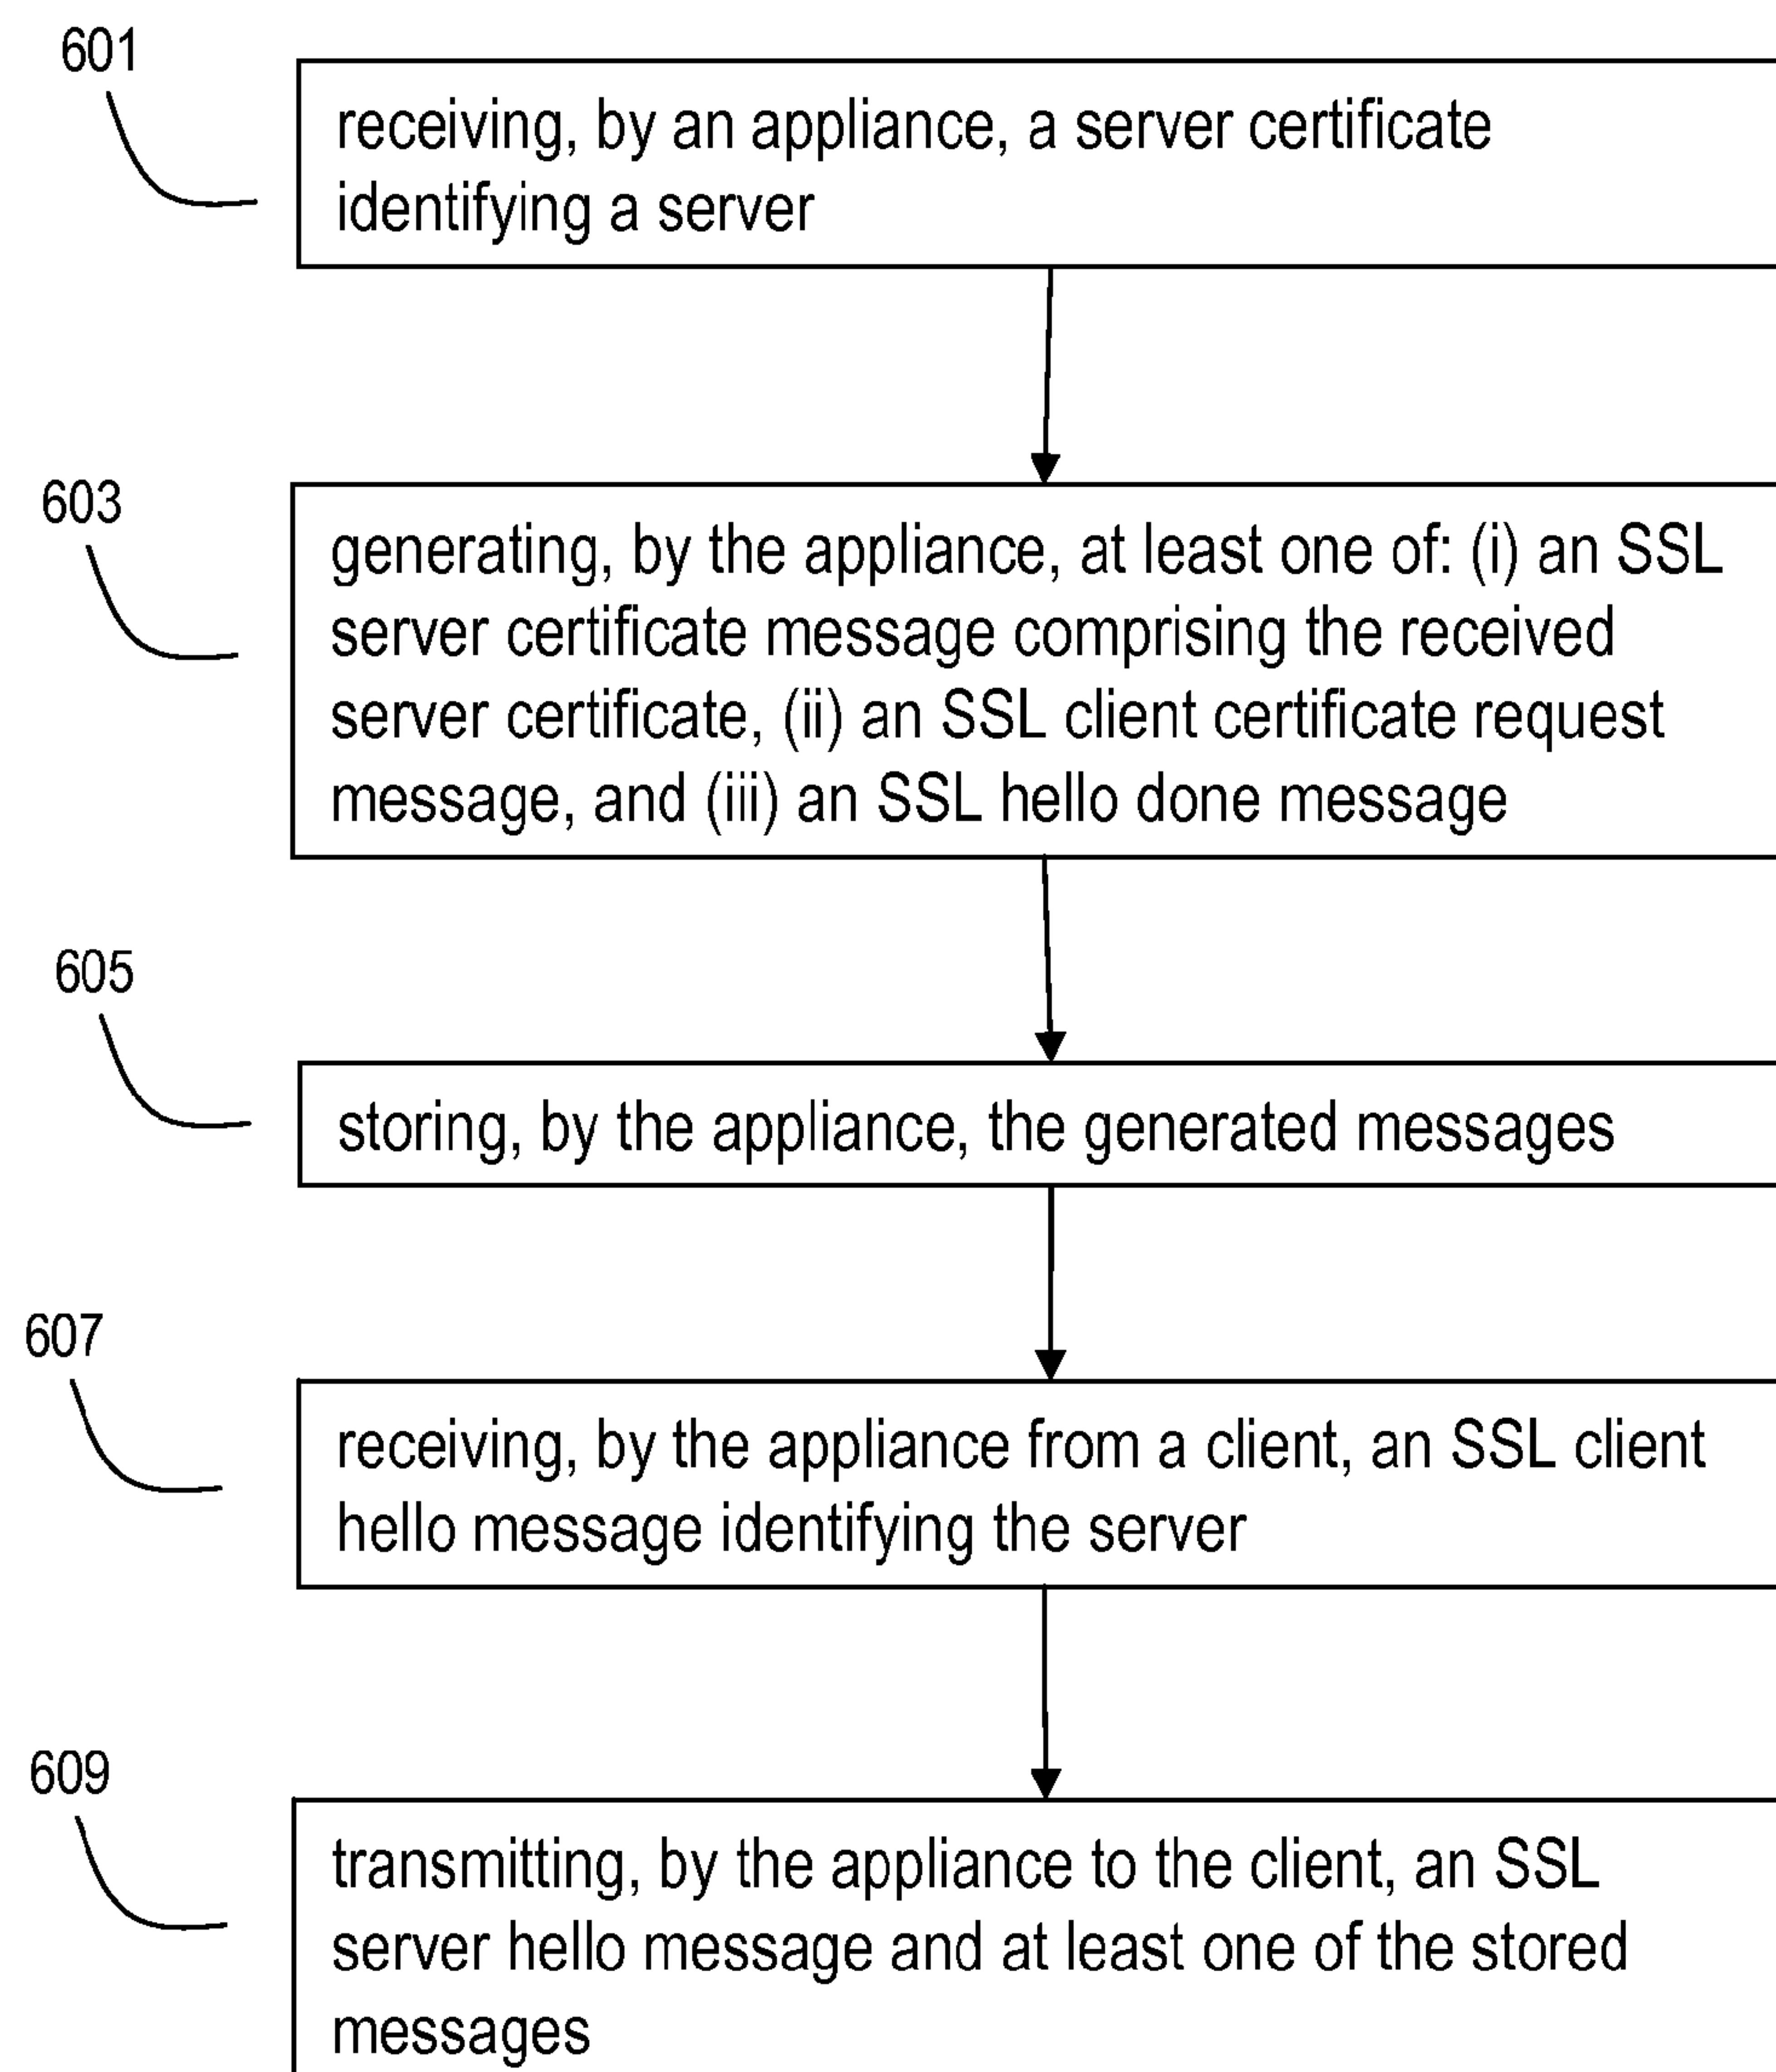 601
receiving, by an appliance, a server certificate
identifying a server
603
generating, by the appliance, at least one of: (i) an SSL
server certificate message comprising the received
server certificate, (ii) an SSL client certificate request
message, and (iii) an SSL hello done message
605
storing, by the appliance, the generated messages
607
receiving, by the appliance from a client, an SSL client
hello message identifying the server
609
transmitting, by the appliance to the client, an SSL
server hello message and at least one of the stored
messages